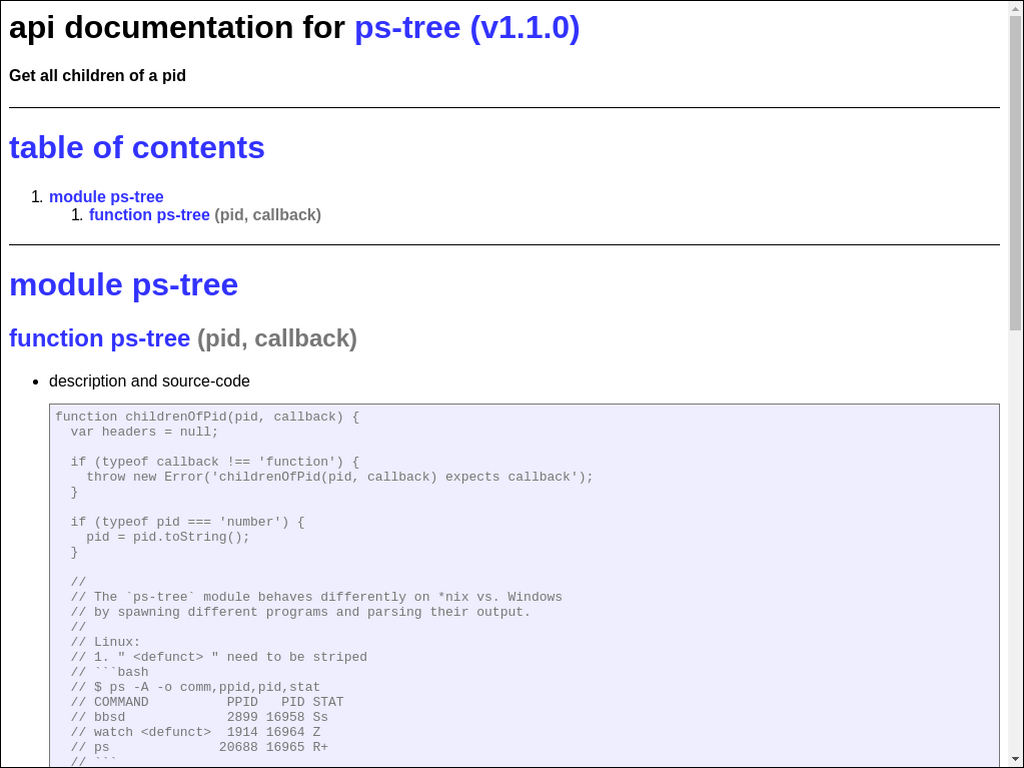 api documentation for ps-tree (v1.1.0)
Get all children of a pid
table of contents
1. module ps-tree
1. function ps-tree (pid, callback)
module ps-tree
function ps-tree (pid, callback)
• description and source-code
function childrenOfPid(pid, callback) {
  var headers = null;

  if (typeof callback !== 'function') {
    throw new Error('childrenOfPid(pid, callback) expects callback');
  }

  if (typeof pid === 'number') {
    pid = pid.toString();
  }

  //
  // The `ps-tree` module behaves differently on *nix vs. Windows
  // by spawning different programs and parsing their output.
  //
  // Linux:
  // 1. " <defunct> " need to be striped
  // ```bash
  // $ ps -A -o comm,ppid,pid,stat
  // COMMAND          PPID   PID STAT
  // bbsd             2899 16958 Ss
  // watch <defunct>  1914 16964 Z
  // ps              20688 16965 R+
  // ```